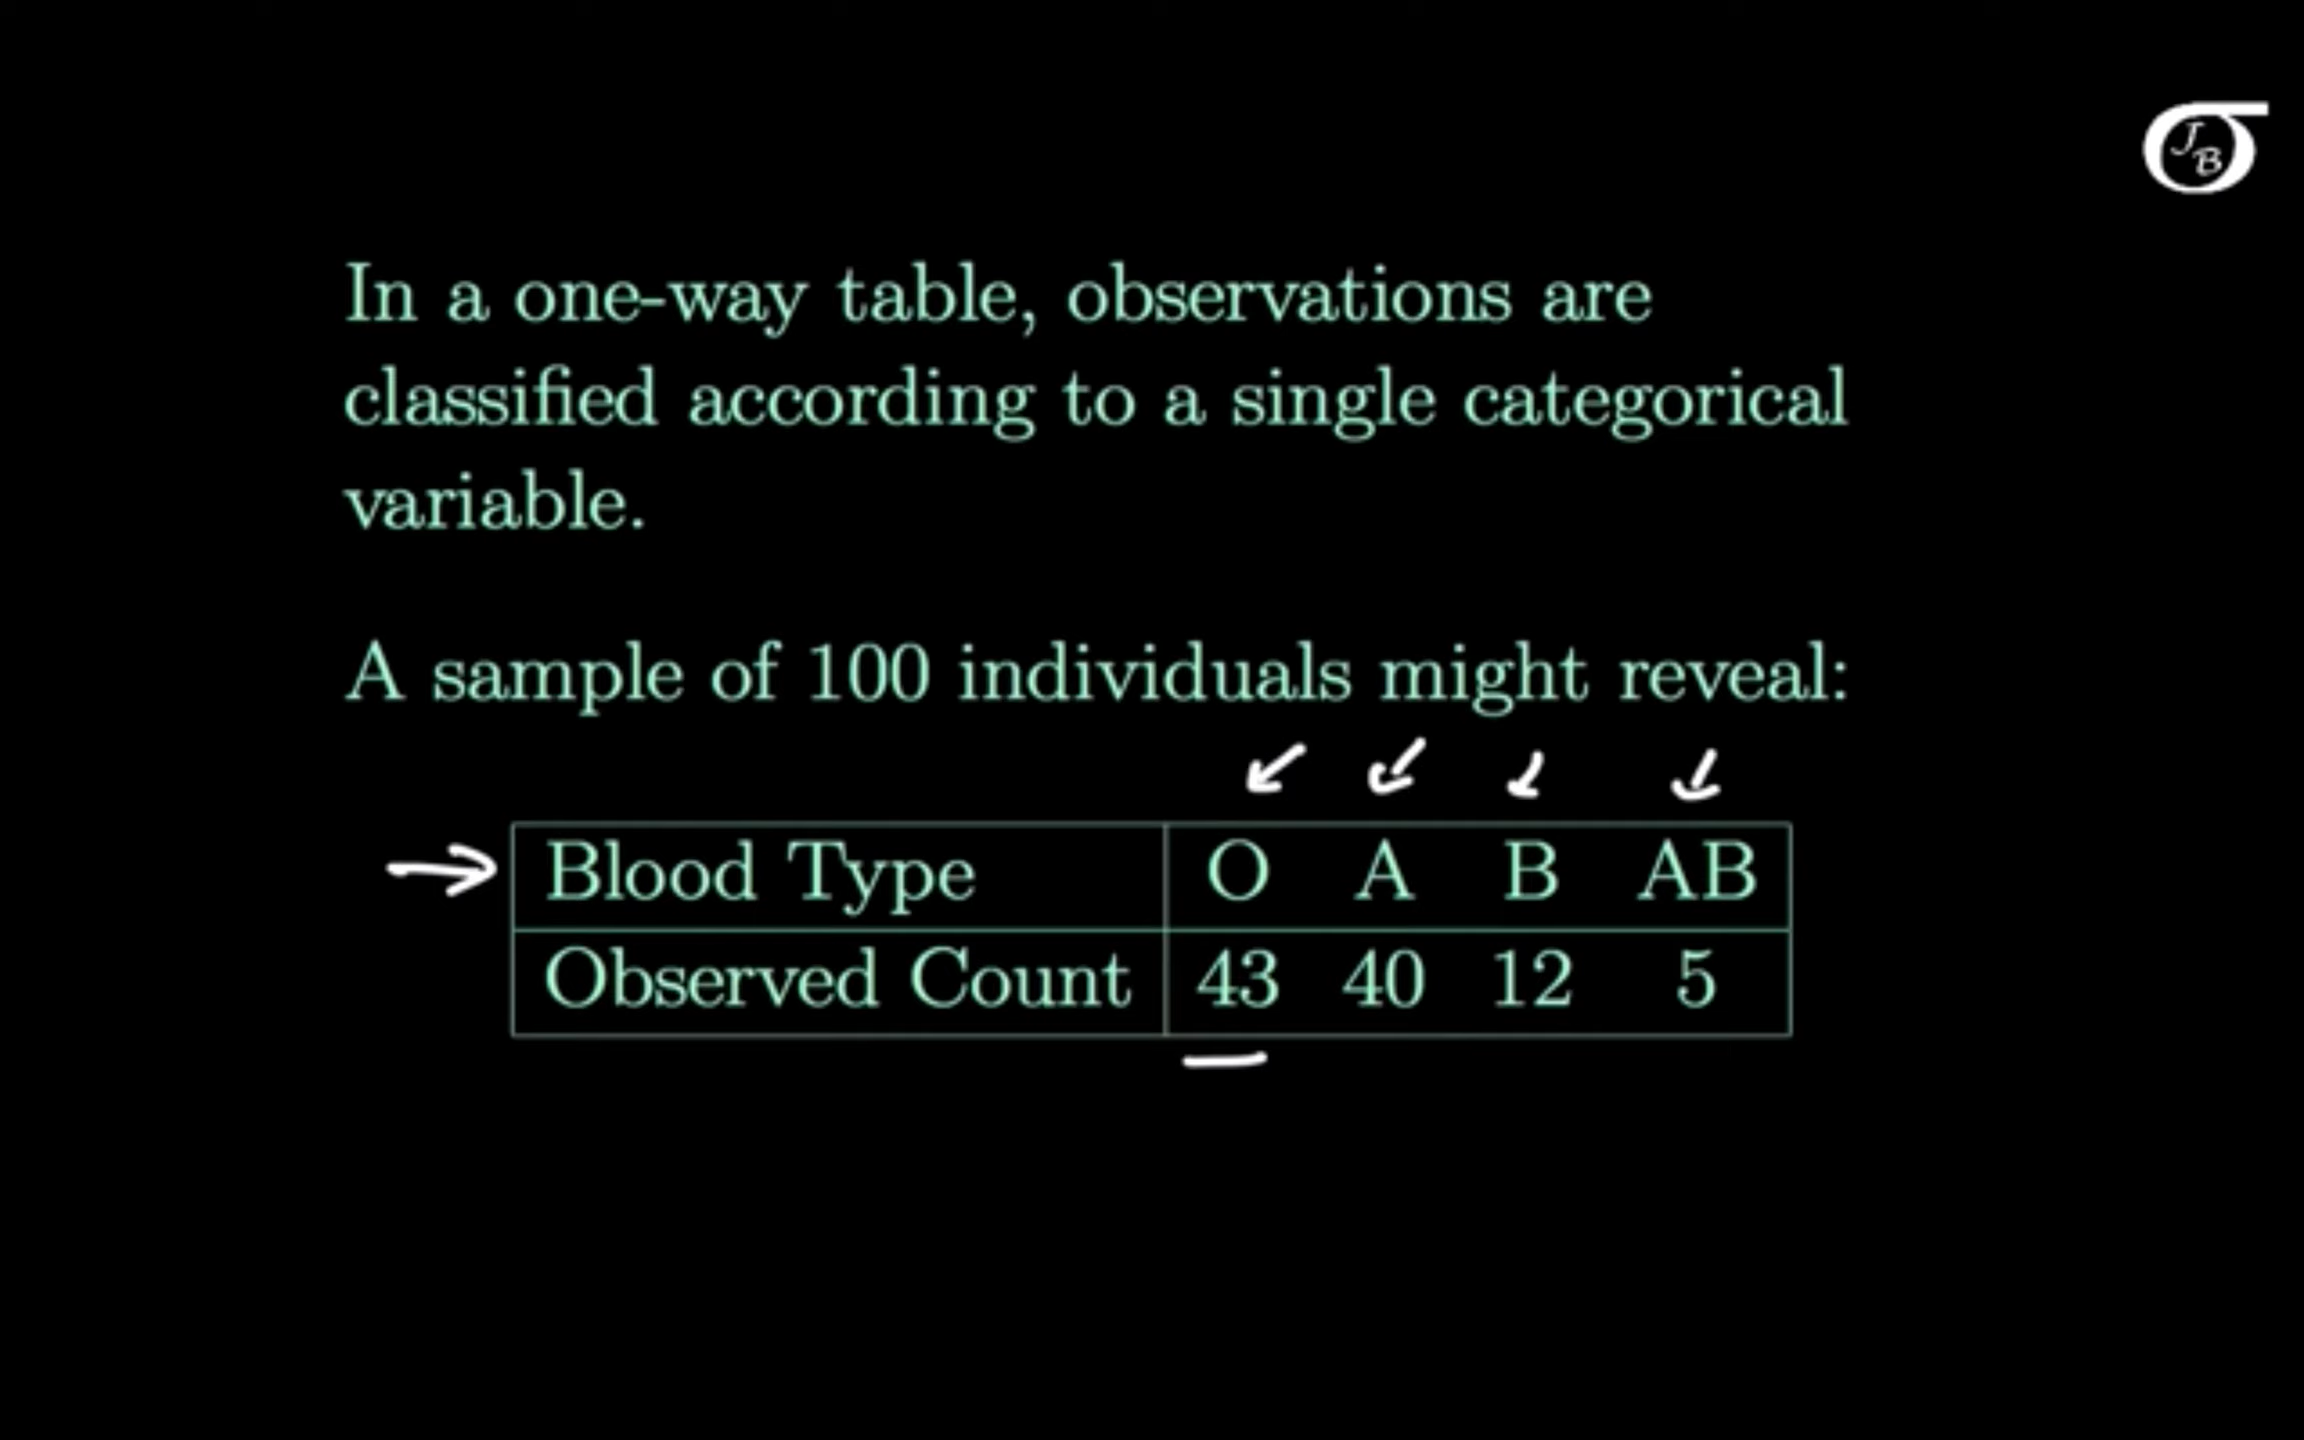 J
B
In a one-way table, observations are
classified according to a single categorical
variable.
A sample of 100 individuals might reveal:
Blood Type O A B AB
Observed Count 43 40 12 5